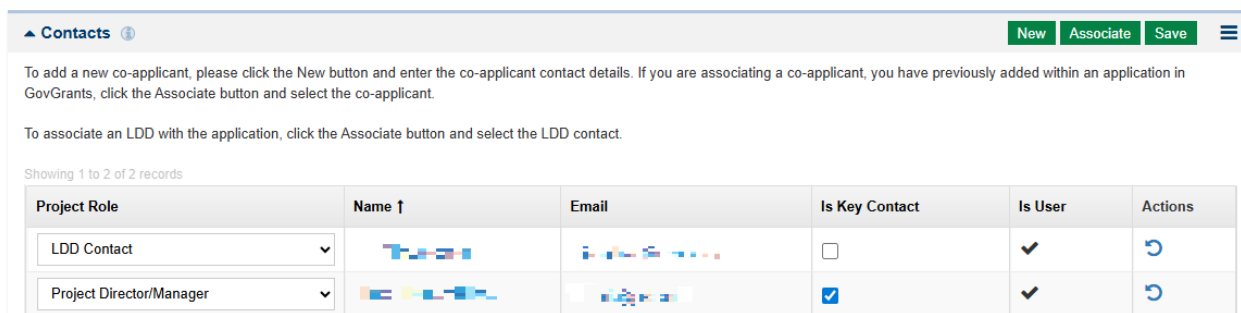 Contacts
New Associate Save
To add a new co-applicant, please click the New button and enter the co-applicant contact details. If you are associating a co-applicant, you have previously added within an application in
GovGrants, click the Associate button and select the co-applicant.
To associate an LDD with the application, click the Associate button and select the LDD contact.
Showing 1 to 2 of 2 records
Project Role Name ↑ Email Is Key Contact Is User Actions
LDD Contact
Project Director/Manager